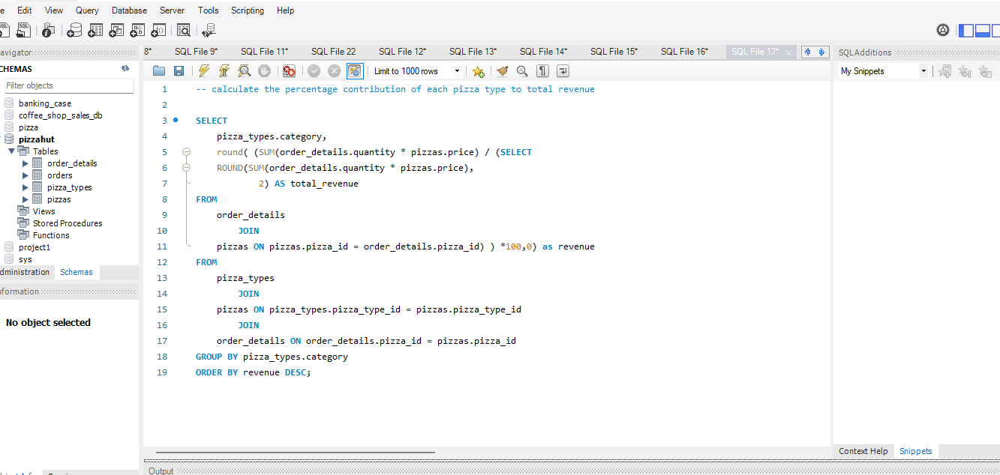 Edit View Query Database Server Tools Scripting Help
8* SQL File 9* SQL File 11* SQL File 22 SQL File 12* SQL File 13* SQL File 14* SQL File 15* SQL File 16* SQL File 17*
SQLAdditions
avigator
CHEMAS
Filter objects
banking_case
coffee_shop_sales_db
pizza
pizzahut
Tables
order_details
orders
pizza_types
pizzas
Views
Stored Procedures
Functions
project1
sys
dministration Schemas
formation
No object selected
Limit to 1000 rows
1 -- calculate the percentage contribution of each pizza type to total revenue
2
3 SELECT
4 pizza_types.category,
5 round( (SUM(order_details.quantity * pizzas.price) / (SELECT
6 ROUND(SUM(order_details.quantity * pizzas.price),
7 2) AS total_revenue
8 FROM
9 order_details
10 JOIN
11 pizzas ON pizzas.pizza_id = order_details.pizza_id) ) *100,0) as revenue
12 FROM
13 pizza_types
14 JOIN
15 pizzas ON pizza_types.pizza_type_id = pizzas.pizza_type_id
16 JOIN
17 order_details ON order_details.pizza_id = pizzas.pizza_id
18 GROUP BY pizza_types.category
19 ORDER BY revenue DESC;
My Snippets
Context Help Snippets
Output